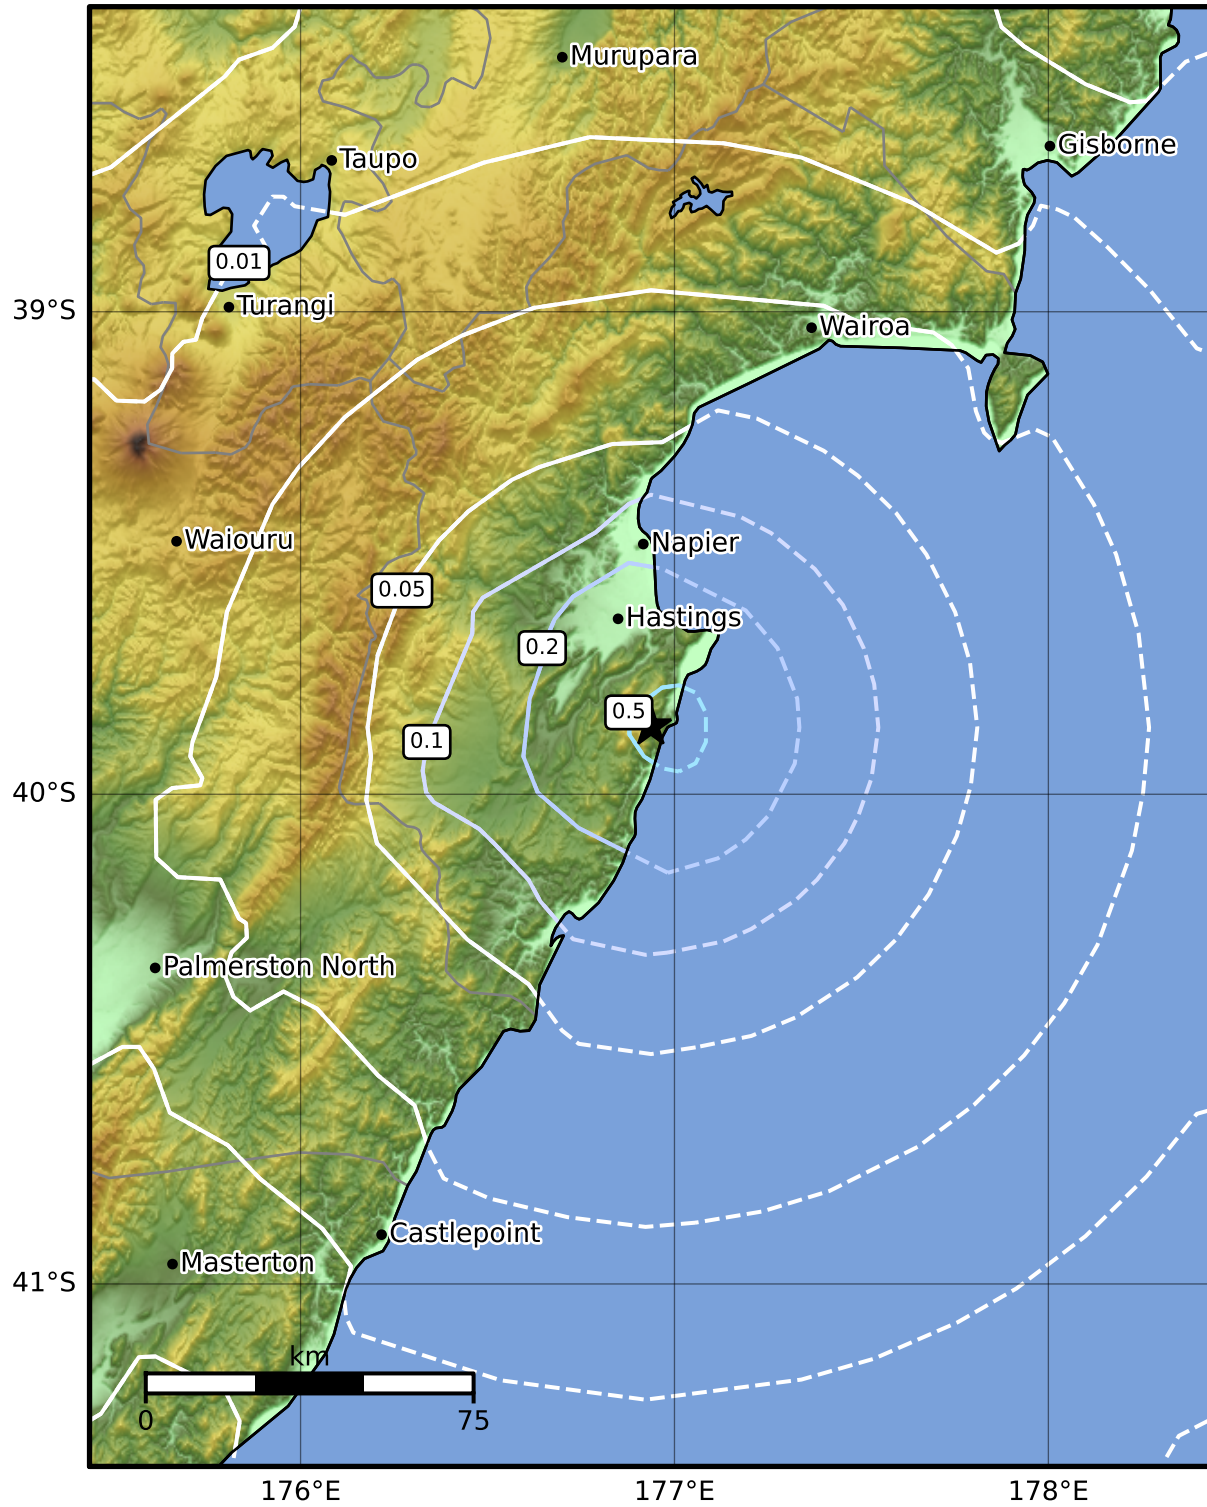 Murupara
Gisborne
Taupo
0.01
Turangi
39°S
Wairoa
Waiouru
Napier
0.05
Hastings
0.2
0.5
0.1
40°S
Palmerston North
Castlepoint
Masterton
41°S
km
0
75
176°E
177°E
178°E